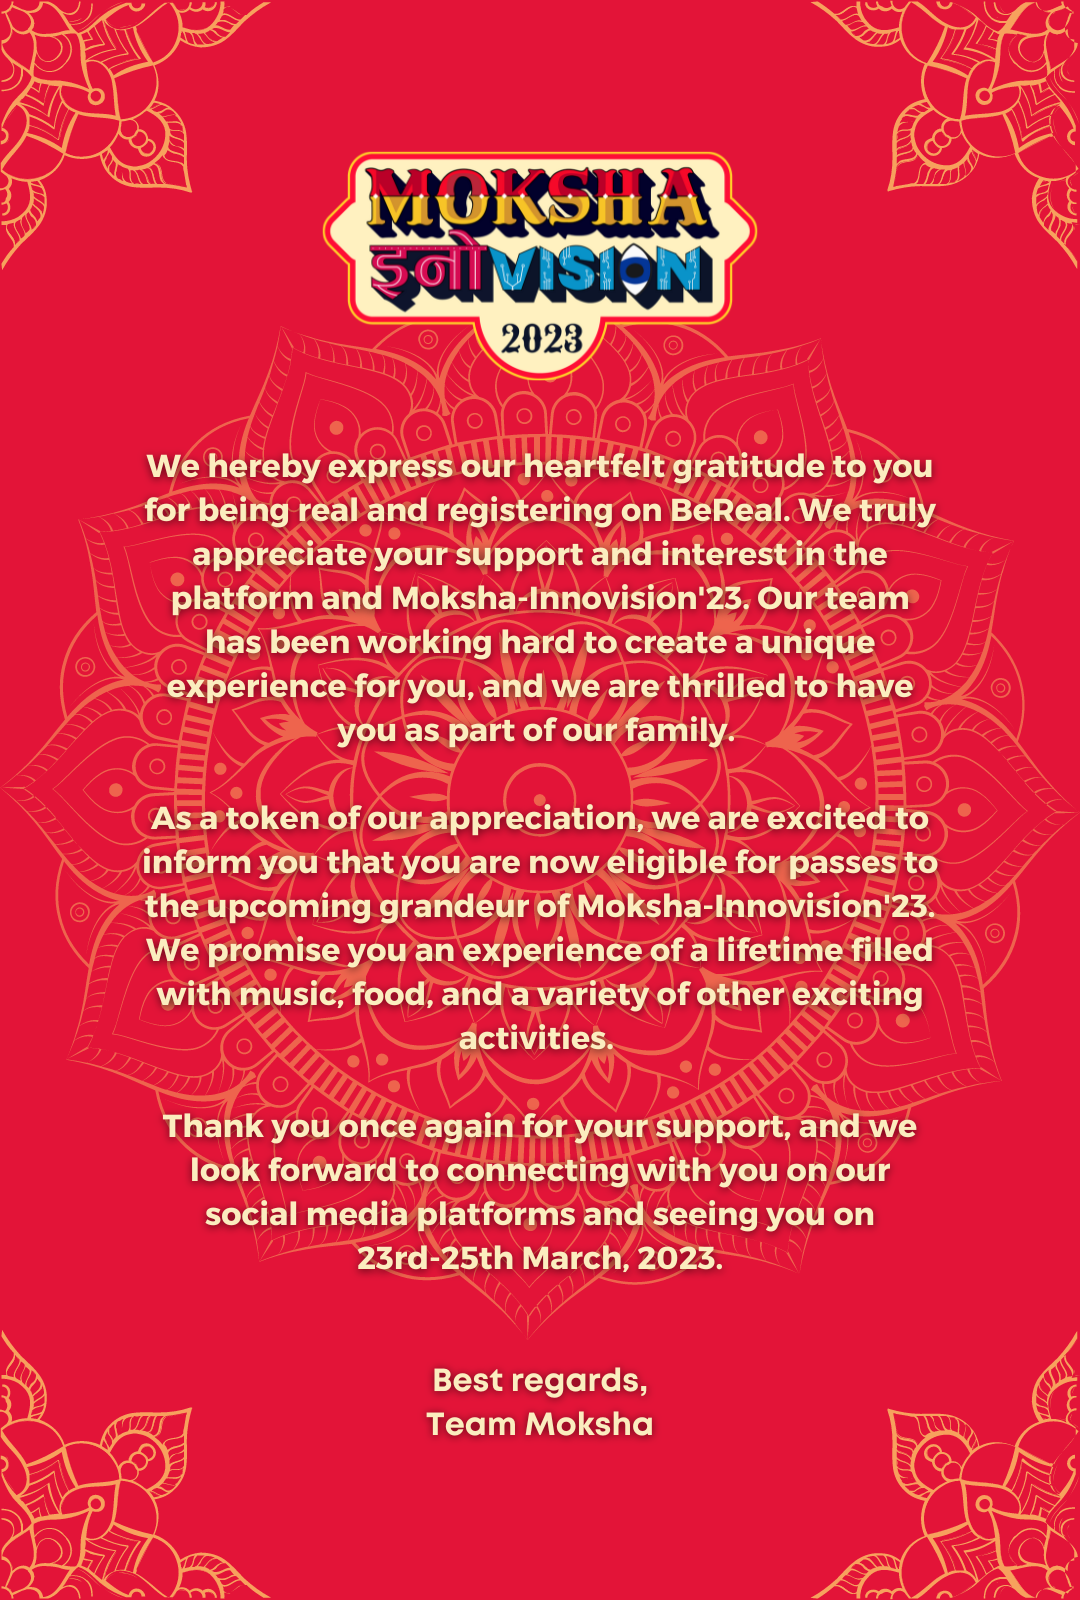 MOKSHA
इनोVISION
2023
We hereby express our heartfelt gratitude to you
for being real and registering on BeReal. We truly
appreciate your support and interest in the
platform and Moksha-Innovision'23. Our team
has been working hard to create a unique
experience for you, and we are thrilled to have
you as part of our family.
As a token of our appreciation, we are excited to
inform you that you are now eligible for passes to
the upcoming grandeur of Moksha-Innovision'23.
We promise you an experience of a lifetime filled
with music, food, and a variety of other exciting
activities.
Thank you once again for your support, and we
look forward to connecting with you on our
social media platforms and seeing you on
23rd-25th March, 2023.
Best regards,
Team Moksha